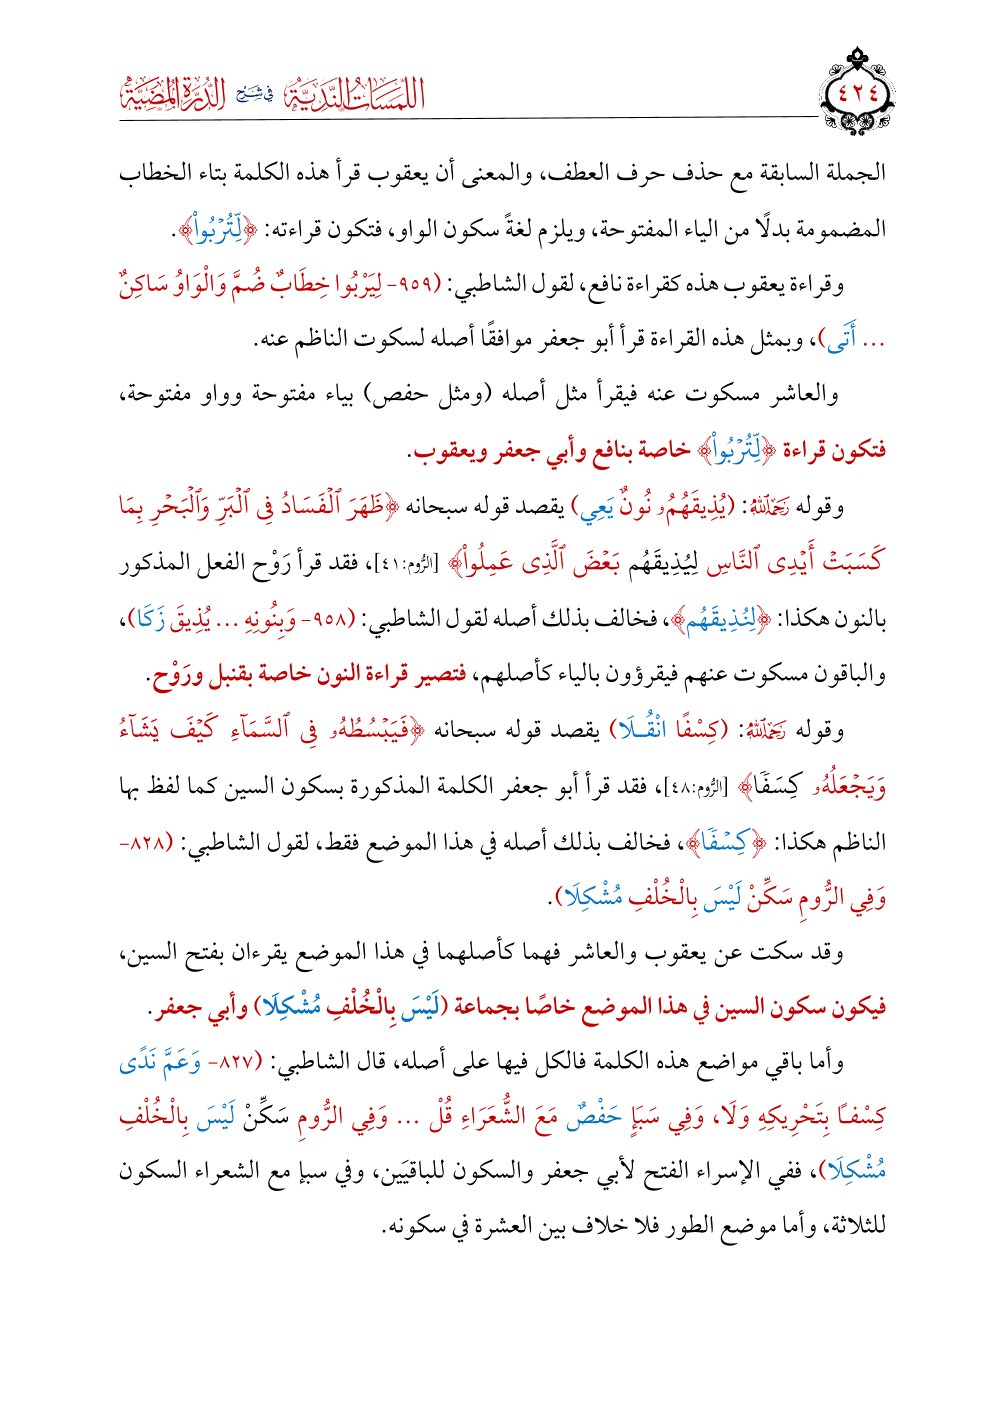 ٤٢٤
اللمسات الندية في شرح الدرة المضية
الجملة السابقة مع حذف حرف العطف، والمعنى أن يعقوب قرأ هذه الكلمة بتاء الخطاب
المضمومة بدلًا من الياء المفتوحة، ويلزم لغةً سكون الواو، فتكون قراءته: ﴿لِّتُرۡبُواْ﴾.
وقراءة يعقوب هذه كقراءة نافع، لقول الشاطبي: (٩٥٩- لِيَرْبُوا خِطَابٌ ضُمَّ وَالْوَاوُ سَاكِنٌ
... أَتَى)، وبمثل هذه القراءة قرأ أبو جعفر موافقًا أصله لسكوت الناظم عنه.
والعاشر مسكوت عنه فيقرأ مثل أصله (ومثل حفص) بياء مفتوحة وواو مفتوحة،
فتكون قراءة ﴿لِّتُرۡبُواْ﴾ خاصة بنافع وأبي جعفر ويعقوب.
وقوله رَحِمَهُ اللَّهُ: (يُذِيقَهُمُۥ نُونٌ يَعِي) يقصد قوله سبحانه ﴿ظَهَرَ ٱلۡفَسَادُ فِي ٱلۡبَرِّ وَٱلۡبَحۡرِ بِمَا
كَسَبَتۡ أَيۡدِي ٱلنَّاسِ لِيُذِيقَهُم بَعۡضَ ٱلَّذِي عَمِلُواْ﴾ [الرُّوم:٤١]، فقد قرأ رَوْح الفعل المذكور
بالنون هكذا: ﴿لِنُذِيقَهُم﴾، فخالف بذلك أصله لقول الشاطبي: (٩٥٨- وَبِنُونِهِ ... يُذِيقَ زَكَا)،
والباقون مسكوت عنهم فيقرؤون بالياء كأصلهم، فتصير قراءة النون خاصة بقنبل ورَوْح.
وقوله رَحِمَهُ اللَّهُ: (كِسْفًا انْقُـلَا) يقصد قوله سبحانه ﴿فَيَبۡسُطُهُۥ فِي ٱلسَّمَآءِ كَيۡفَ يَشَآءُ
وَيَجۡعَلُهُۥ كِسَفٗا﴾ [الرُّوم:٤٨]، فقد قرأ أبو جعفر الكلمة المذكورة بسكون السين كما لفظ بها
الناظم هكذا: ﴿كِسۡفٗا﴾، فخالف بذلك أصله في هذا الموضع فقط، لقول الشاطبي: (٨٢٨-
وَفِي الرُّومِ سَكِّنْ لَيْسَ بِالْخُلْفِ مُشْكِلَا).
وقد سكت عن يعقوب والعاشر فهما كأصلهما في هذا الموضع يقرءان بفتح السين،
فيكون سكون السين في هذا الموضع خاصًا بجماعة (لَيْسَ بِالْخُلْفِ مُشْكِلَا) وأبي جعفر.
وأما باقي مواضع هذه الكلمة فالكل فيها على أصله، قال الشاطبي: (٨٢٧- وَعَمَّ نَدًى
كِسْفًا بِتَحْرِيكِهِ وَلَا، وَفِي سَبَإٍ حَفْصٌ مَعَ الشُّعَرَاءِ قُلْ ... وَفِي الرُّومِ سَكِّنْ لَيْسَ بِالْخُلْفِ
مُشْكِلَا)، ففي الإسراء الفتح لأبي جعفر والسكون للباقيَين، وفي سبإ مع الشعراء السكون
للثلاثة، وأما موضع الطور فلا خلاف بين العشرة في سكونه.